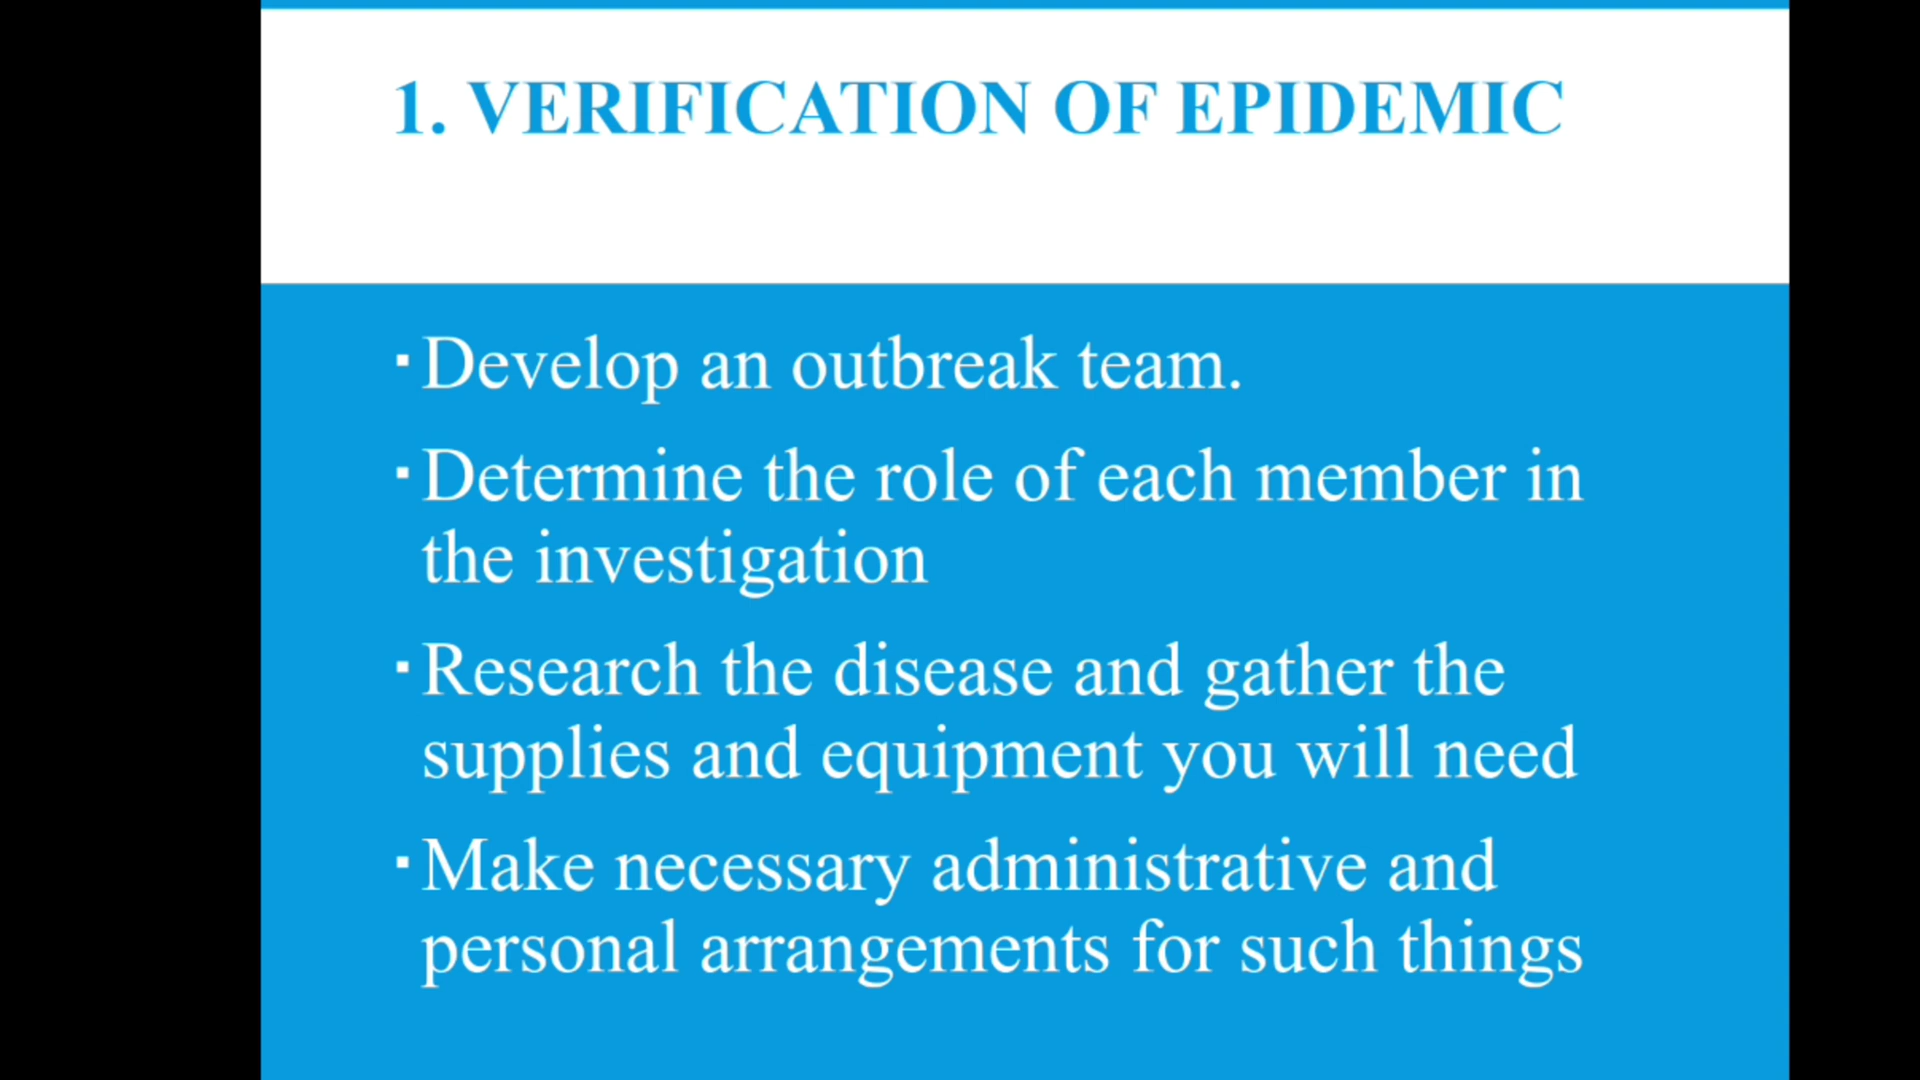 1. VERIFICATION OF EPIDEMIC
▪ Develop an outbreak team.
▪ Determine the role of each member in
the investigation
▪ Research the disease and gather the
supplies and equipment you will need
▪ Make necessary administrative and
personal arrangements for such things